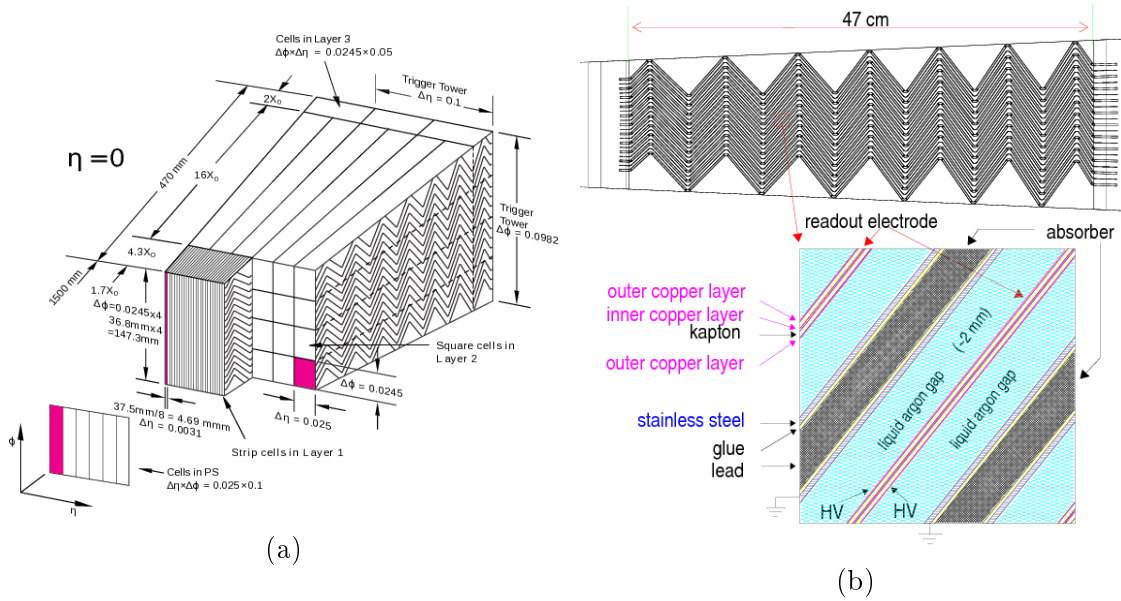 Cells in Layer 3
Δϕ×Δη = 0.0245×0.05
Trigger Tower
Δη = 0.1
2X₀
η = 0
470 mm
16X₀
Trigger
Tower
Δϕ = 0.0982
4.3X₀
1500 mm
1.7X₀
Δϕ=0.0245x4
36.8mmx4
=147.3mm
Square cells in
Layer 2
Δϕ = 0.0245
37.5mm/8 = 4.69 mmm
Δη = 0.0031
Δη = 0.025
Strip cells in Layer 1
ϕ
Cells in PS
Δη×Δϕ = 0.025×0.1
η
(a)
47 cm
readout electrode
absorber
outer copper layer
inner copper layer
kapton
outer copper layer
(~2 mm)
liquid argon gap
liquid argon gap
stainless steel
glue
lead
HV
HV
(b)